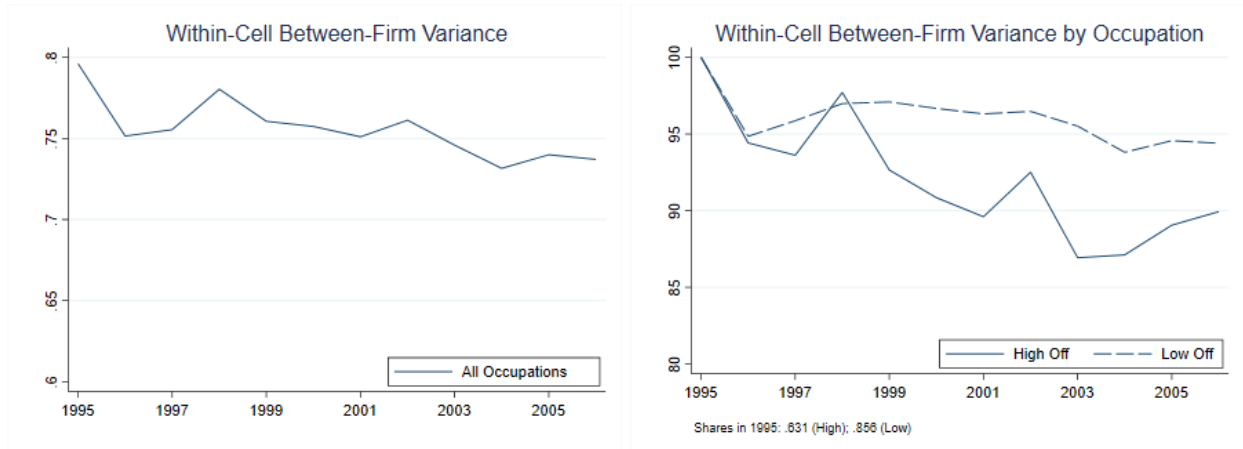 Within-Cell Between-Firm Variance
.8
.75
.7
.65
.6
All Occupations
1995 1997 1999 2001 2003 2005
Within-Cell Between-Firm Variance by Occupation
100
95
90
85
80
High Off Low Off
1995 1997 1999 2001 2003 2005
Shares in 1995: .631 (High); .856 (Low)